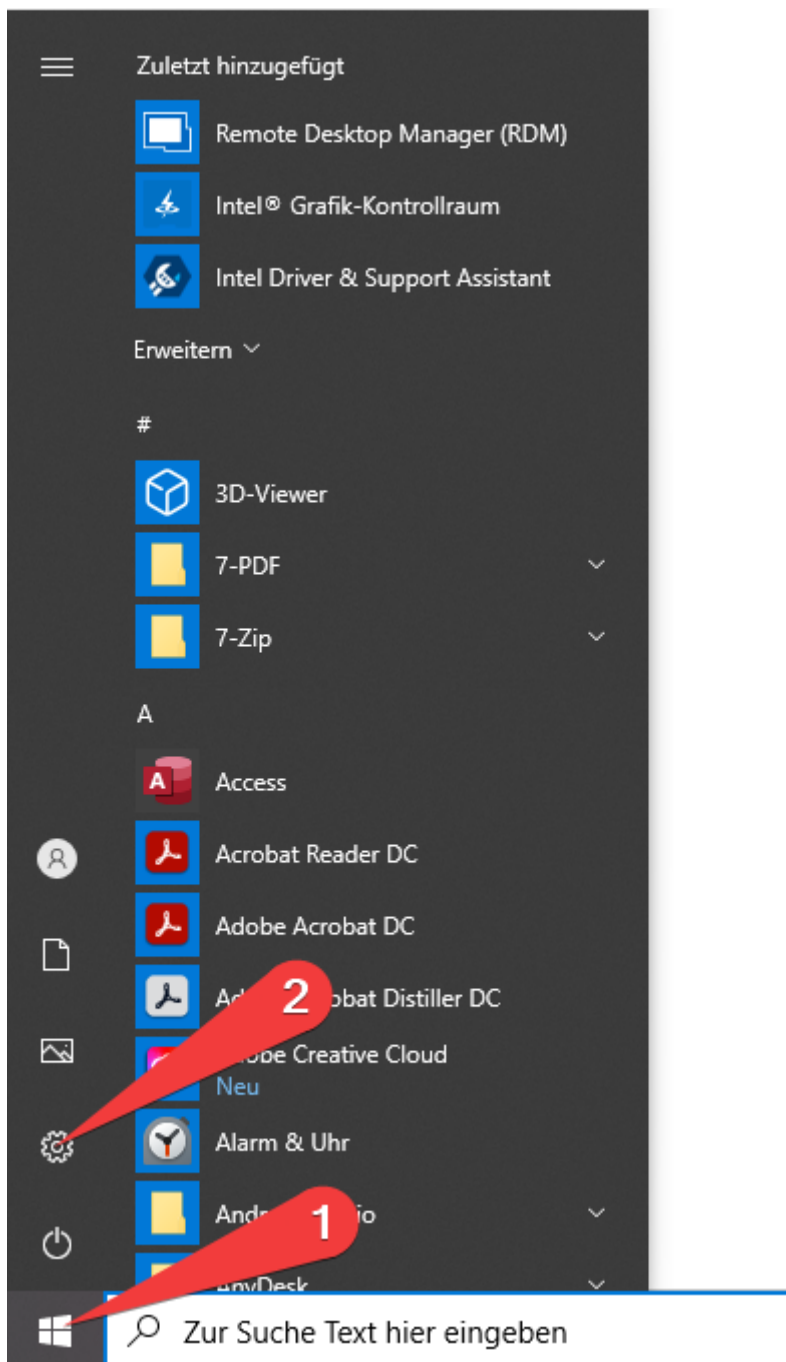 Zuletzt hinzugefügt
Remote Desktop Manager (RDM)
Intel® Grafik-Kontrollraum
Intel Driver & Support Assistant
Erweitern
#
3D-Viewer
7-PDF
7-Zip
A
Access
Acrobat Reader DC
Adobe Acrobat DC
2
Distiller DC
Creative Cloud
Neu
Alarm & Uhr
1
AnyDesk
Zur Suche Text hier eingeben